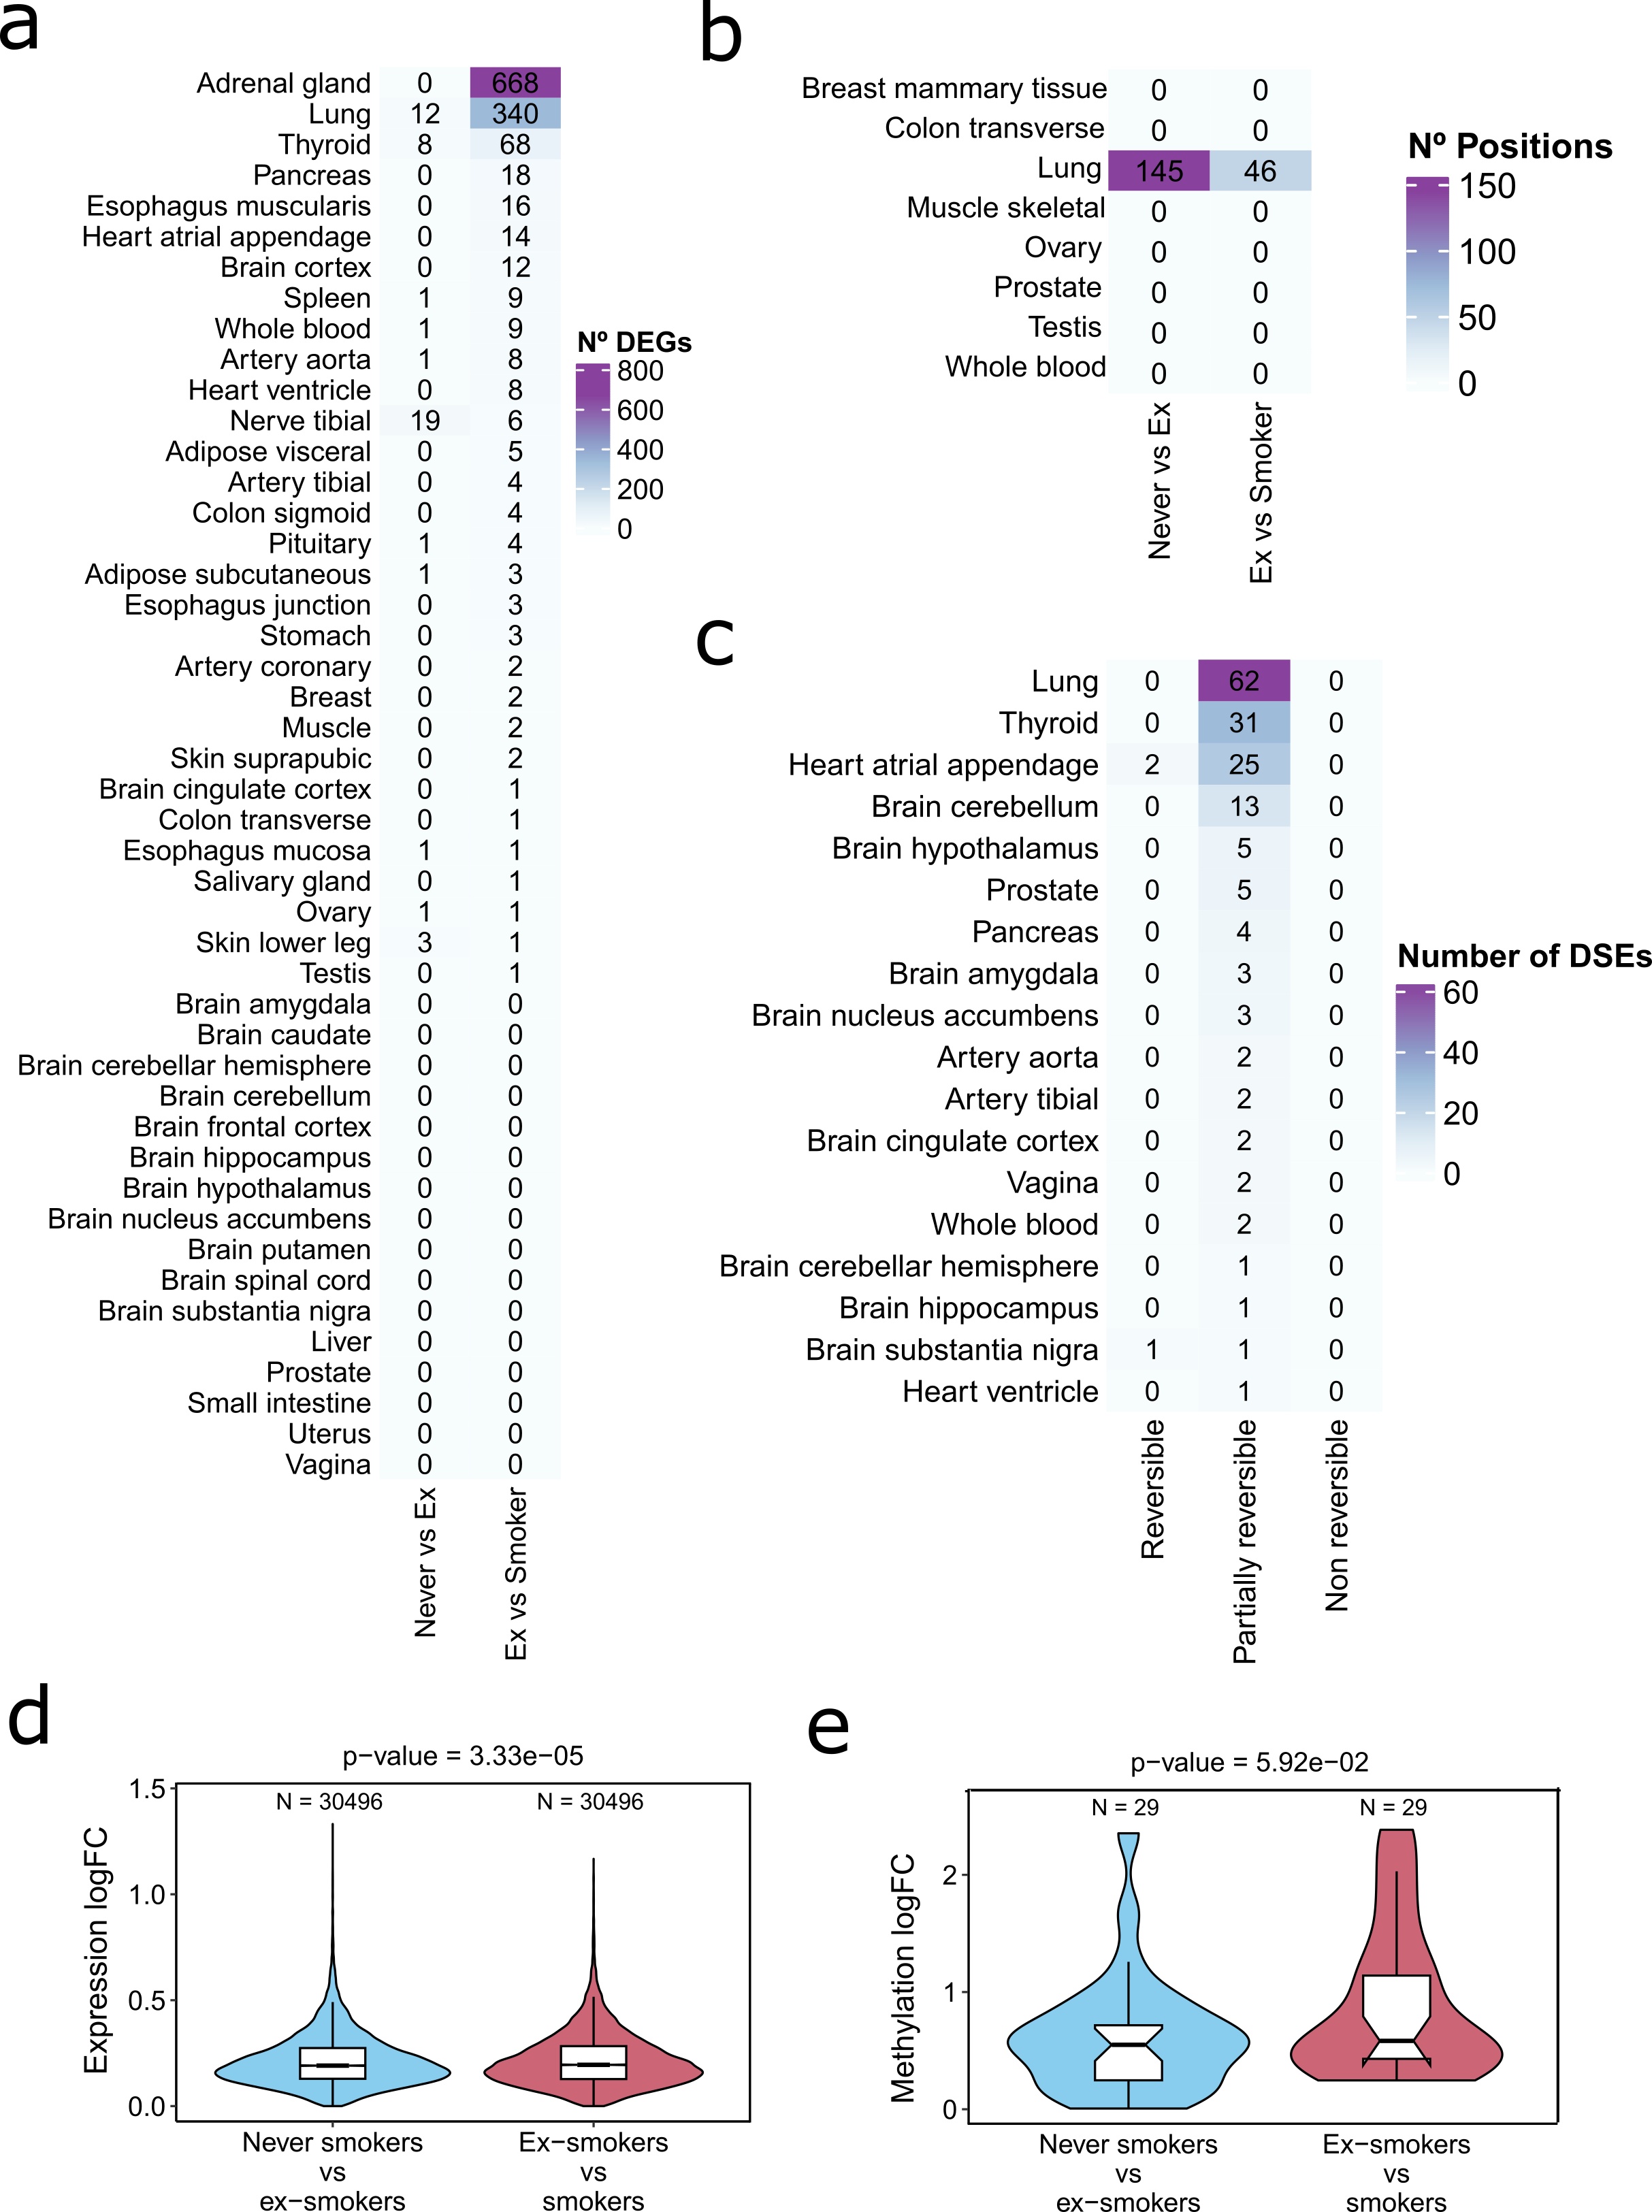 a
Adrenal gland 0 668
Lung 12 340
Thyroid 8 68
Pancreas 0 18
Esophagus muscularis 0 16
Heart atrial appendage 0 14
Brain cortex 0 12
Spleen 1 9
Whole blood 1 9
Artery aorta 1 8
Heart ventricle 0 8
Nerve tibial 19 6
Adipose visceral 0 5
Artery tibial 0 4
Colon sigmoid 0 4
Pituitary 1 4
Adipose subcutaneous 1 3
Esophagus junction 0 3
Stomach 0 3
Artery coronary 0 2
Breast 0 2
Muscle 0 2
Skin suprapubic 0 2
Brain cingulate cortex 0 1
Colon transverse 0 1
Esophagus mucosa 1 1
Salivary gland 0 1
Ovary 1 1
Skin lower leg 3 1
Testis 0 1
Brain amygdala 0 0
Brain caudate 0 0
Brain cerebellar hemisphere 0 0
Brain cerebellum 0 0
Brain frontal cortex 0 0
Brain hippocampus 0 0
Brain hypothalamus 0 0
Brain nucleus accumbens 0 0
Brain putamen 0 0
Brain spinal cord 0 0
Brain substantia nigra 0 0
Liver 0 0
Prostate 0 0
Small intestine 0 0
Uterus 0 0
Vagina 0 0
Never vs Ex
Ex vs Smoker
Nº DEGs
800
600
400
200
0
b
Breast mammary tissue 0 0
Colon transverse 0 0
Lung 145 46
Muscle skeletal 0 0
Ovary 0 0
Prostate 0 0
Testis 0 0
Whole blood 0 0
Never vs Ex
Ex vs Smoker
Nº Positions
150
100
50
0
c
Lung 0 62 0
Thyroid 0 31 0
Heart atrial appendage 2 25 0
Brain cerebellum 0 13 0
Brain hypothalamus 0 5 0
Prostate 0 5 0
Pancreas 0 4 0
Brain amygdala 0 3 0
Brain nucleus accumbens 0 3 0
Artery aorta 0 2 0
Artery tibial 0 2 0
Brain cingulate cortex 0 2 0
Vagina 0 2 0
Whole blood 0 2 0
Brain cerebellar hemisphere 0 1 0
Brain hippocampus 0 1 0
Brain substantia nigra 1 1 0
Heart ventricle 0 1 0
Reversible
Partially reversible
Non reversible
Number of DSEs
60
40
20
0
d
p−value = 3.33e−05
N = 30496 N = 30496
Expression logFC
1.5
1.0
0.5
0.0
Never smokers
vs
ex−smokers
Ex−smokers
vs
smokers
e
p−value = 5.92e−02
N = 29 N = 29
Methylation logFC
2
1
0
Never smokers
vs
ex−smokers
Ex−smokers
vs
smokers